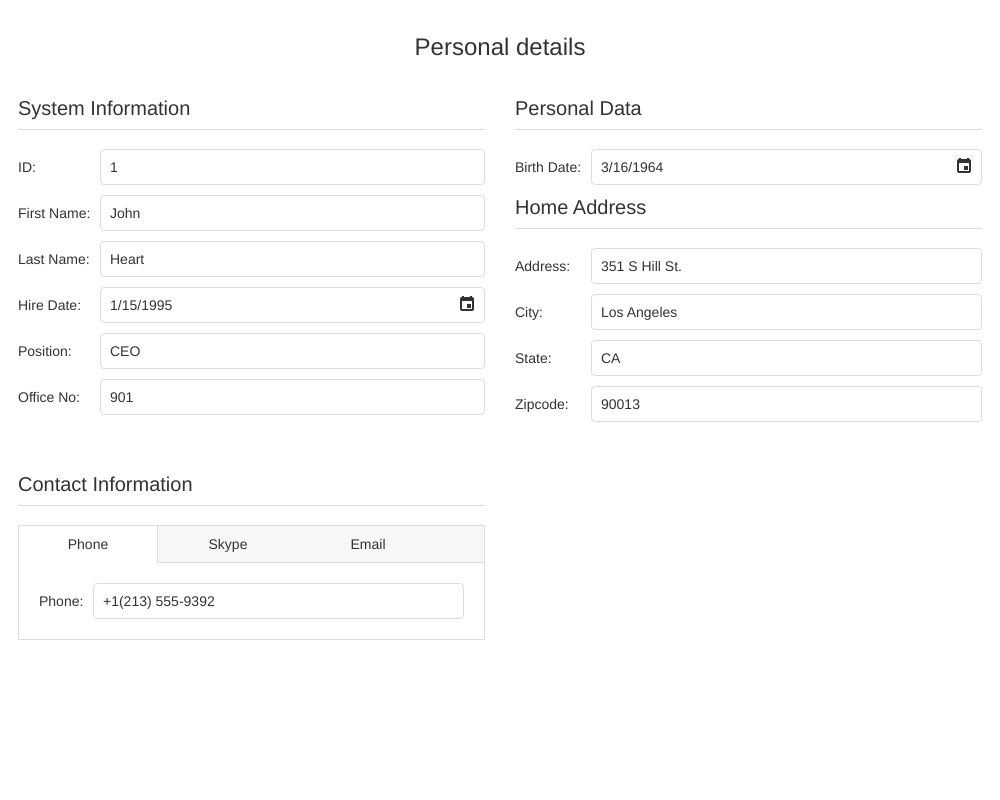 Personal details
System Information
ID: 1
First Name: John
Last Name: Heart
Hire Date: 1/15/1995
Position: CEO
Office No: 901
Personal Data
Birth Date: 3/16/1964
Home Address
Address: 351 S Hill St.
City: Los Angeles
State: CA
Zipcode: 90013
Contact Information
Phone Skype Email
Phone: +1(213) 555-9392